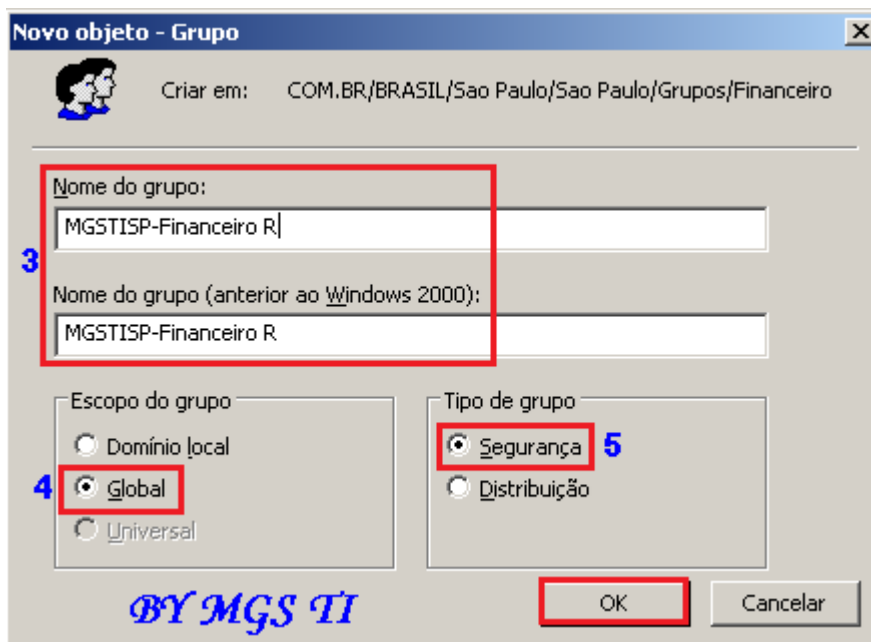 Novo objeto - Grupo
Criar em: COM.BR/BRASIL/Sao Paulo/Sao Paulo/Grupos/Financeiro
Nome do grupo:
MGSTISP-Financeiro R
3
Nome do grupo (anterior ao Windows 2000):
MGSTISP-Financeiro R
Escopo do grupo
Domínio local
4 Global
Universal
Tipo de grupo
Segurança 5
Distribuição
BY MGS TI
OK Cancelar